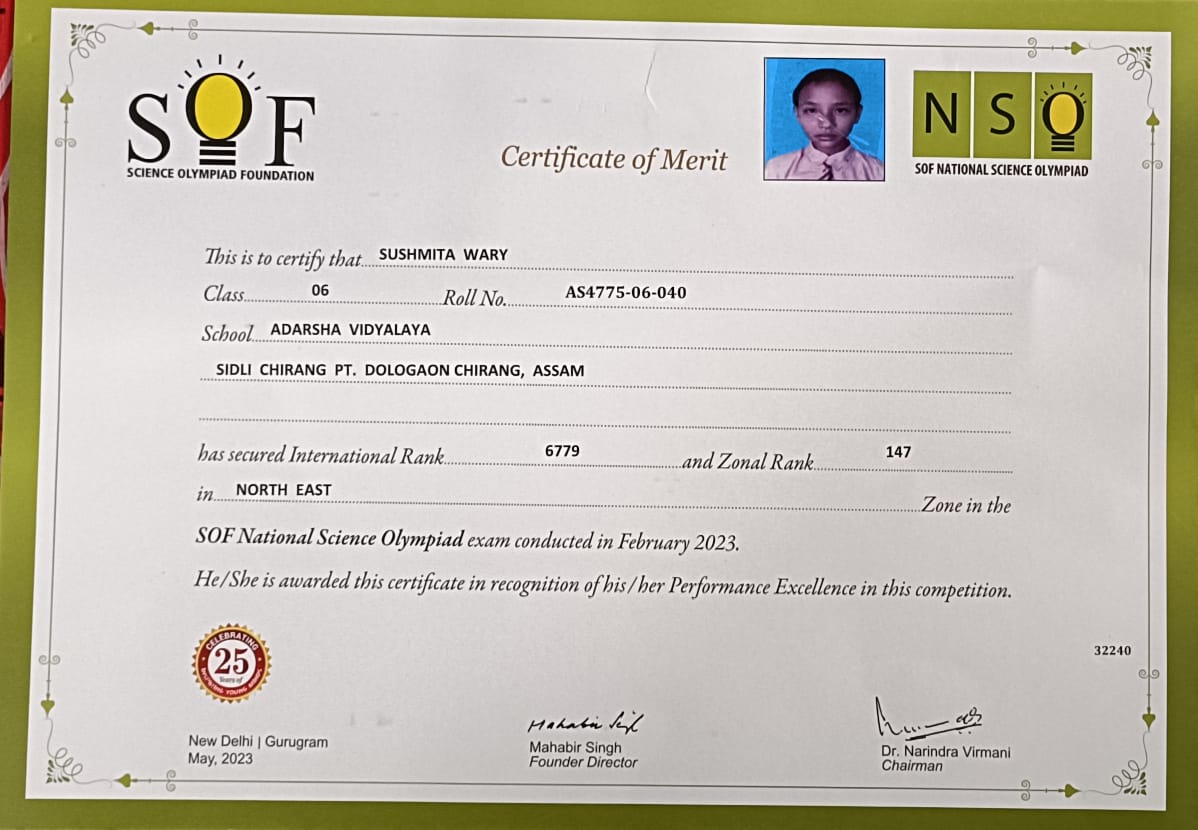 SOF
SCIENCE OLYMPIAD FOUNDATION
Certificate of Merit
NSO
SOF NATIONAL SCIENCE OLYMPIAD
This is to certify that SUSHMITA WARY
Class 06 Roll No. AS4775-06-040
School ADARSHA VIDYALAYA
SIDLI CHIRANG PT. DOLOGAON CHIRANG, ASSAM
has secured International Rank 6779 and Zonal Rank 147
in NORTH EAST Zone in the
SOF National Science Olympiad exam conducted in February 2023.
He/She is awarded this certificate in recognition of his/her Performance Excellence in this competition.
CELEBRATING
25
Years of
32240
Mahabir Singh
New Delhi | Gurugram
May, 2023
Mahabir Singh
Founder Director
Dr. Narindra Virmani
Chairman